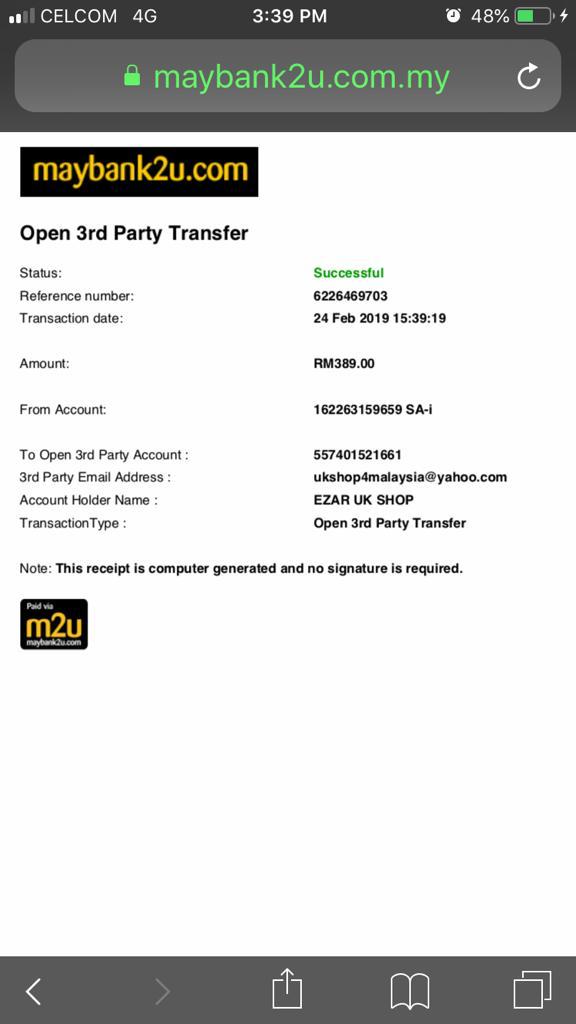 CELCOM 4G 3:39 PM 48%
maybank2u.com.my
maybank2u.com
Open 3rd Party Transfer
Status: Successful
Reference number: 6226469703
Transaction date: 24 Feb 2019 15:39:19
Amount: RM389.00
From Account: 162263159659 SA-i
To Open 3rd Party Account : 557401521661
3rd Party Email Address : ukshop4malaysia@yahoo.com
Account Holder Name : EZAR UK SHOP
TransactionType : Open 3rd Party Transfer
Note: This receipt is computer generated and no signature is required.
Paid via
m2u
maybank2u.com